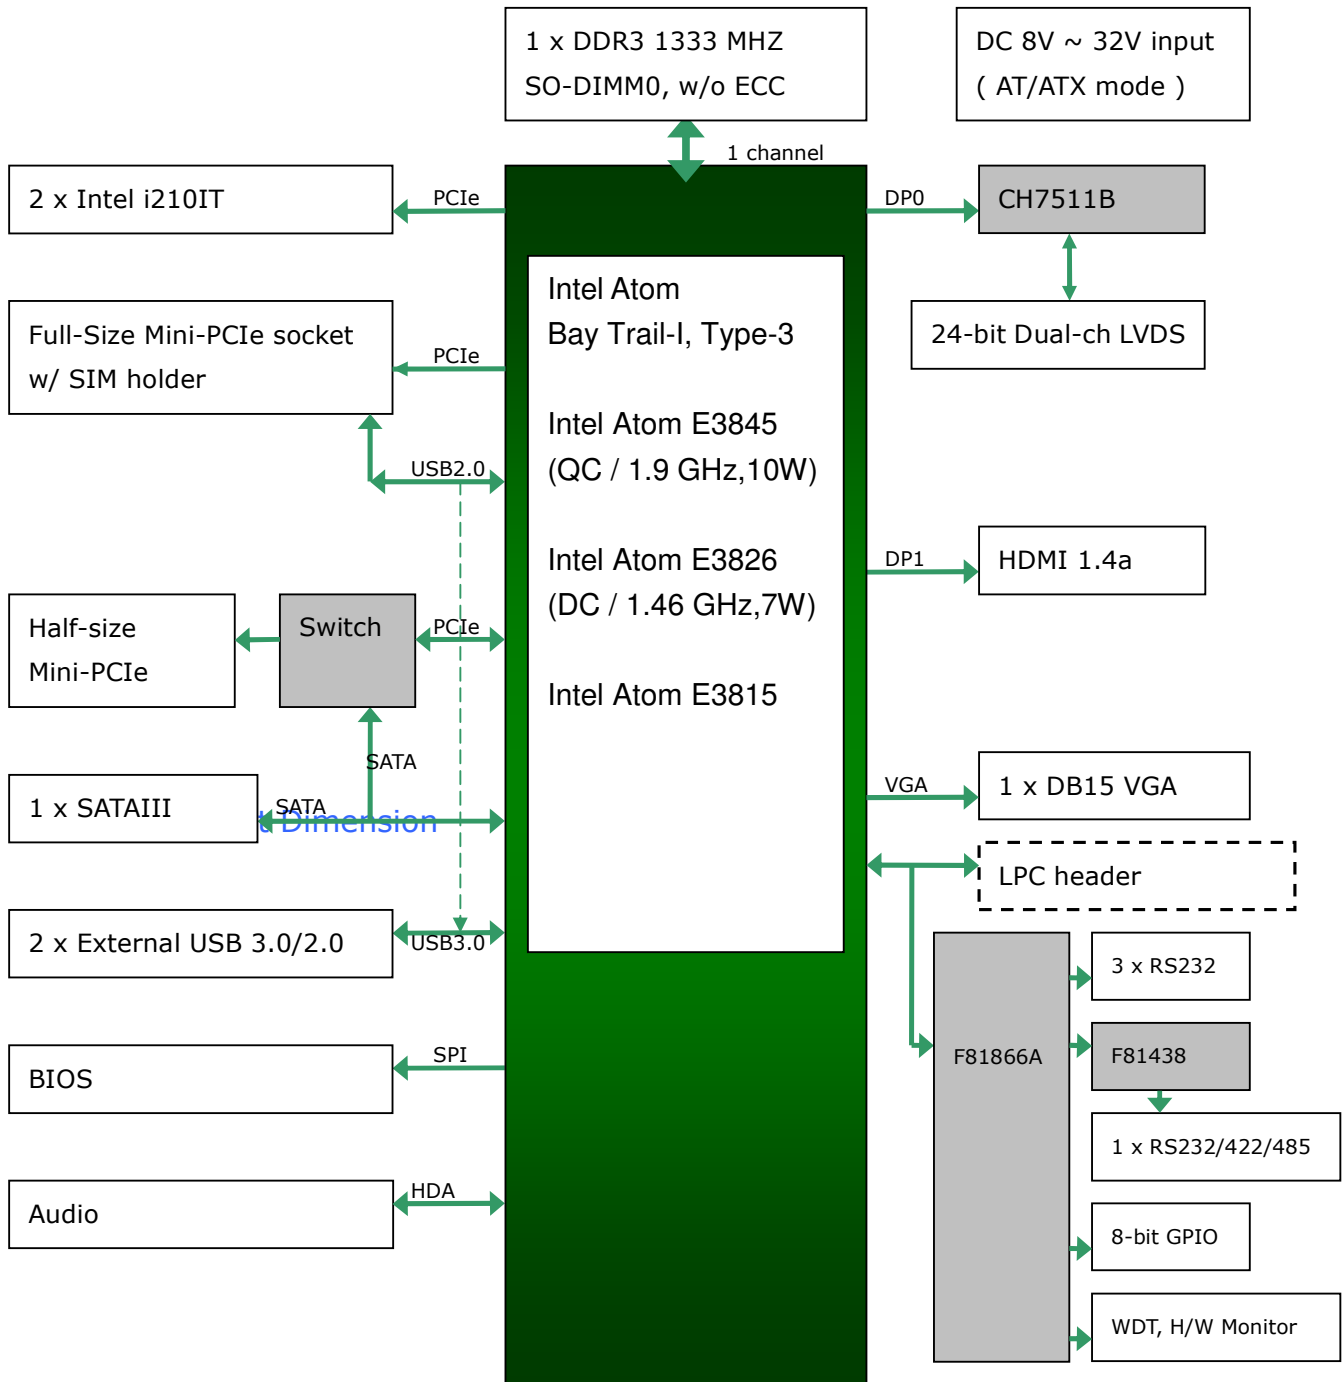 1 x DDR3 1333 MHZ
SO-DIMM0, w/o ECC
DC 8V ~ 32V input
( AT/ATX mode )
1 channel
2 x Intel i210IT
PCIe
DP0
CH7511B
Intel Atom
Bay Trail-I, Type-3
24-bit Dual-ch LVDS
Full-Size Mini-PCIe socket
w/ SIM holder
PCIe
Intel Atom E3845
(QC / 1.9 GHz,10W)
USB2.0
Intel Atom E3826
(DC / 1.46 GHz,7W)
DP1
HDMI 1.4a
Half-size
Mini-PCIe
Switch
PCIe
Intel Atom E3815
SATA
1 x SATAIII
SATA
t Dimension
VGA
1 x DB15 VGA
LPC header
2 x External USB 3.0/2.0
USB3.0
3 x RS232
F81866A
F81438
BIOS
SPI
1 x RS232/422/485
Audio
HDA
8-bit GPIO
WDT, H/W Monitor